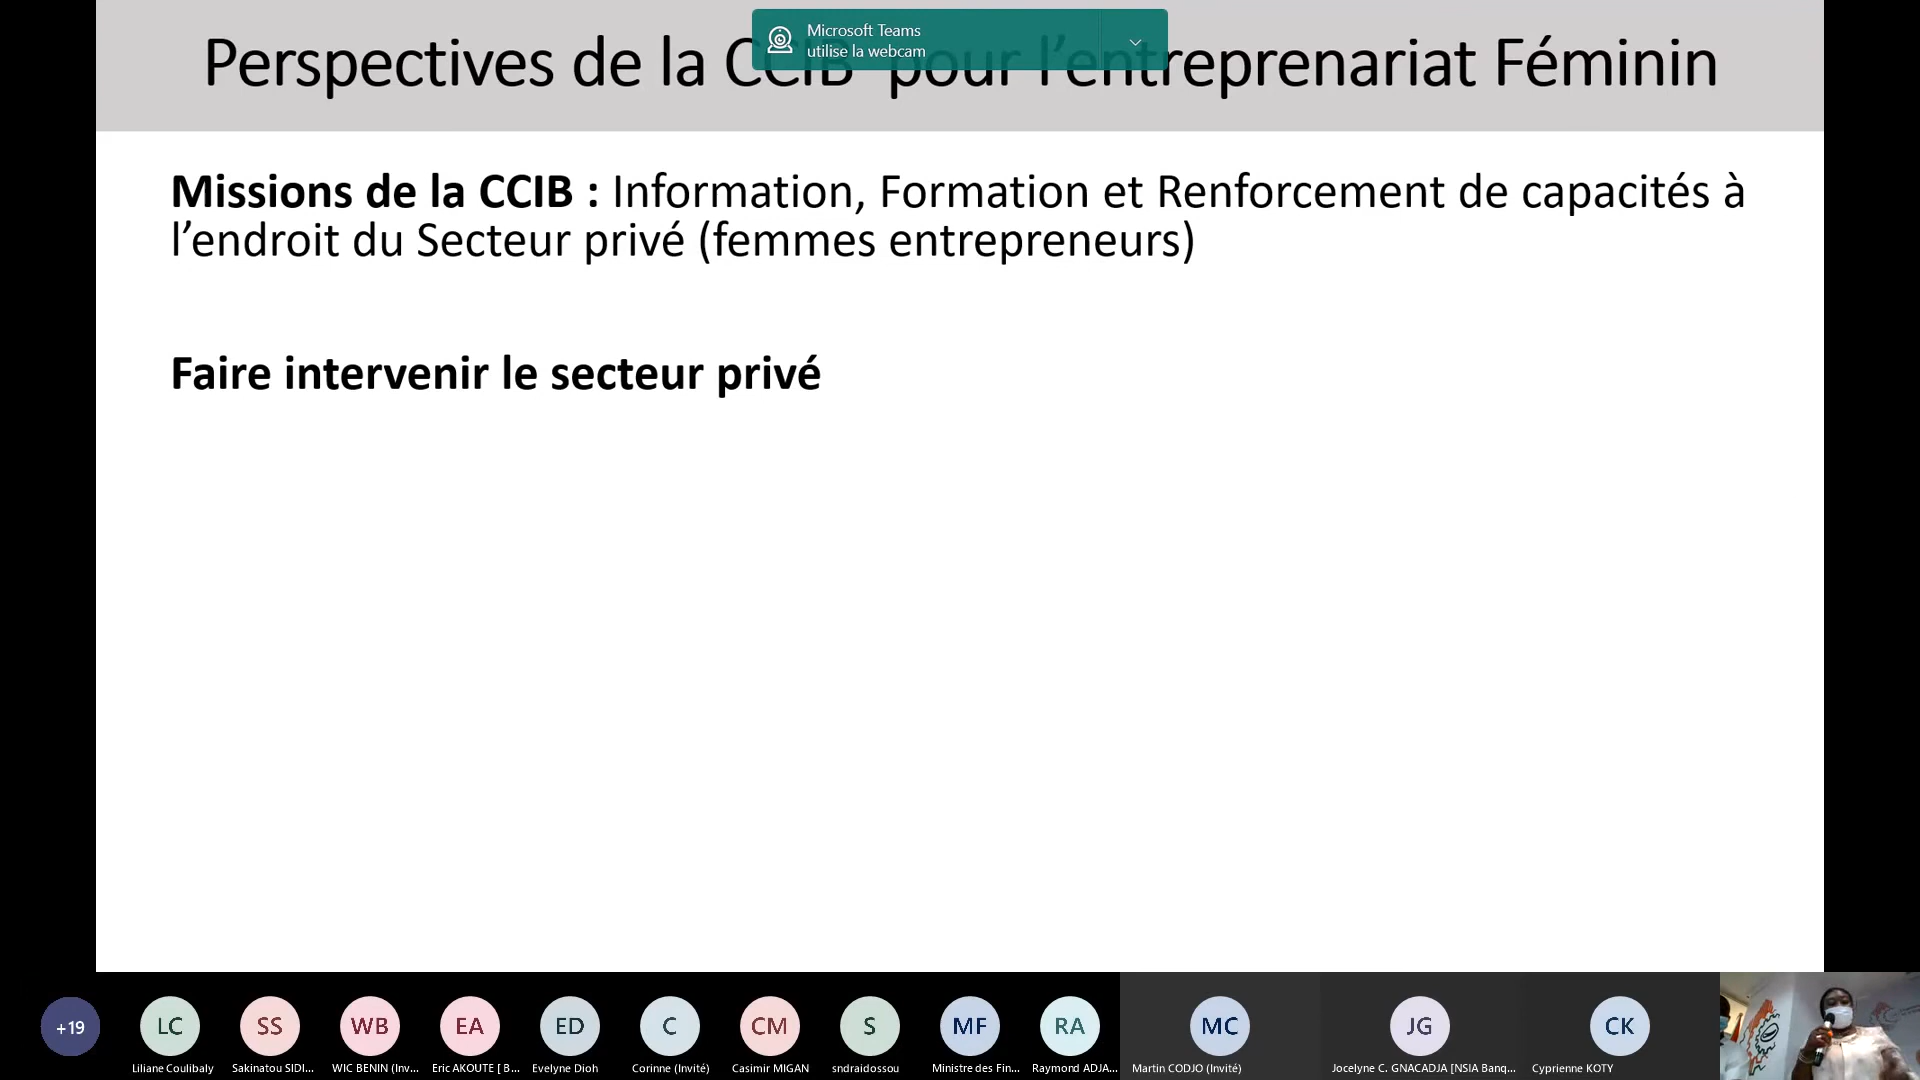 Microsoft Teams
utilise la webcam
Perspectives de la CCIB pour l’entreprenariat Féminin
Missions de la CCIB : Information, Formation et Renforcement de capacités à
l’endroit du Secteur privé (femmes entrepreneurs)
Faire intervenir le secteur privé
+19
LC
SS
WB
EA
ED
C
CM
S
MF
RA
MC
JG
CK
Liliane Coulibaly
Sakinatou SIDI...
WIC BENIN (Inv...
Eric AKOUTE [ B...
Evelyne Dioh
Corinne (Invité)
Casimir MIGAN
sndraidossou
Ministre des Fin...
Raymond ADJA...
Martin CODJO (Invité)
Jocelyne C. GNACADJA [NSIA Banq...
Cyprienne KOTY